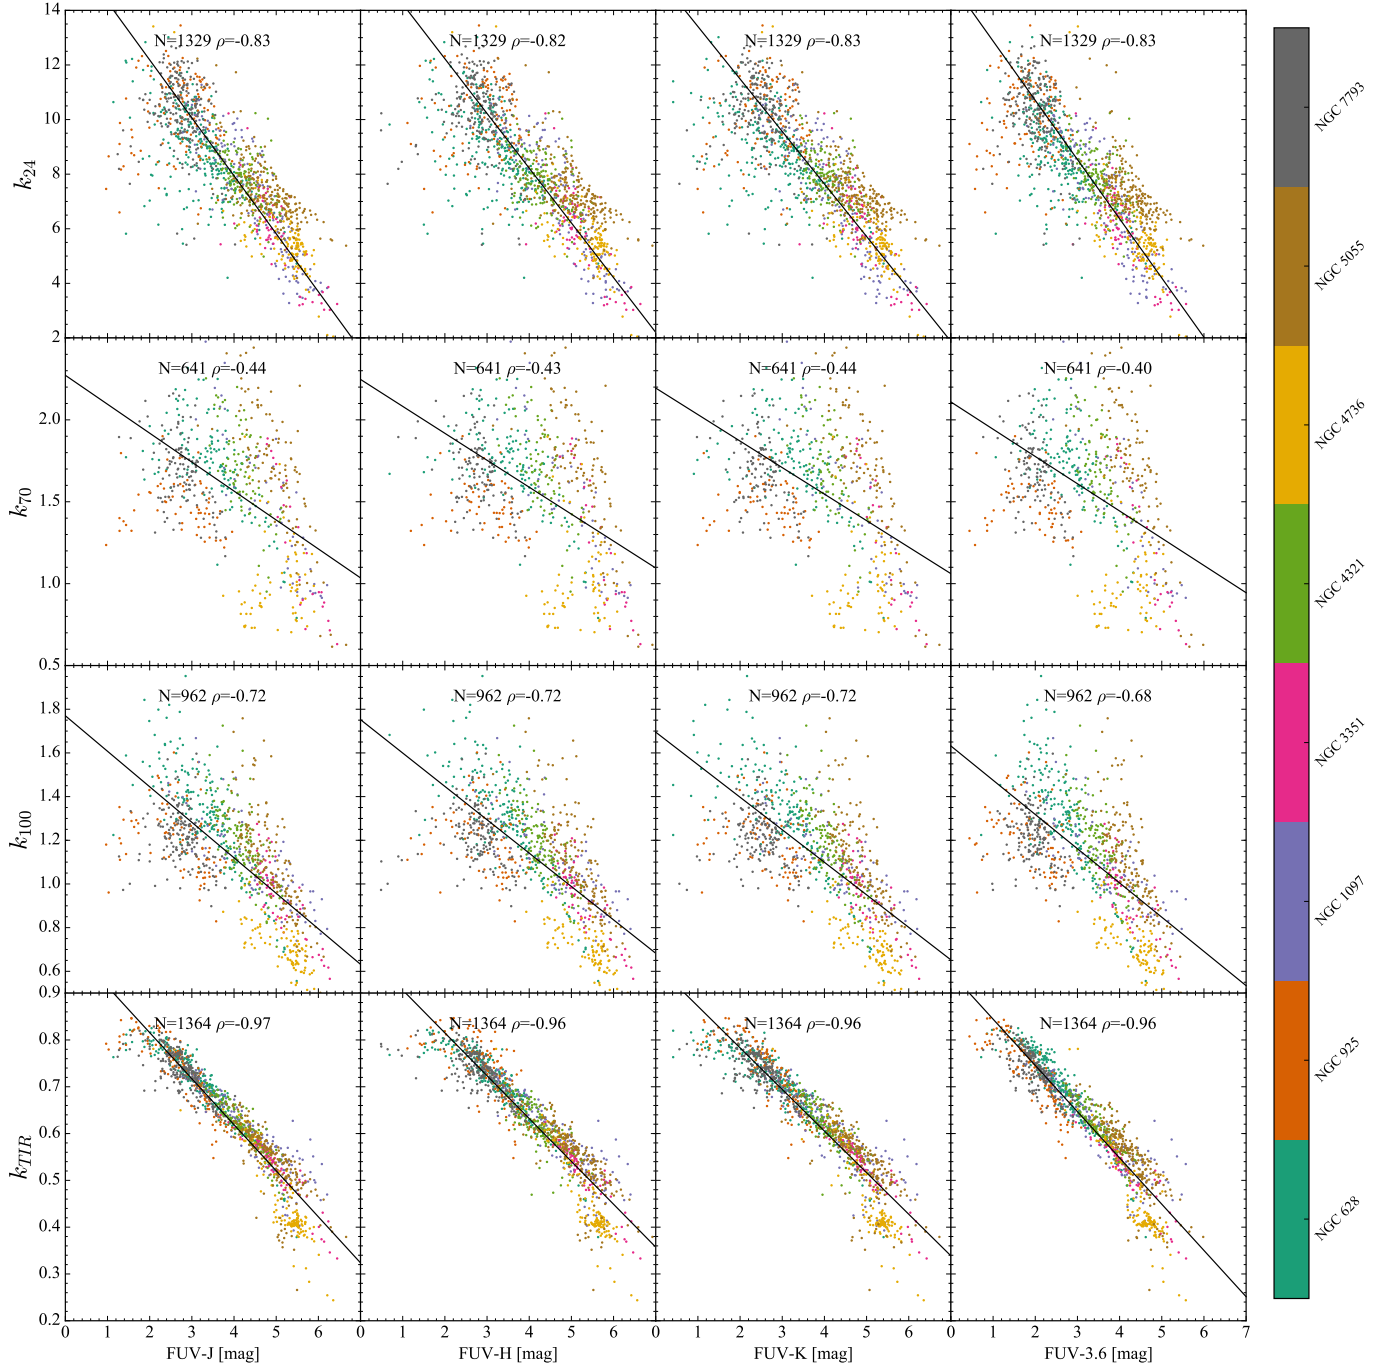 14
12
10
8
6
4
2
k24
N=1329 ρ=-0.83
N=1329 ρ=-0.82
N=1329 ρ=-0.83
N=1329 ρ=-0.83
2.0
1.5
1.0
0.5
k70
N=641 ρ=-0.44
N=641 ρ=-0.43
N=641 ρ=-0.44
N=641 ρ=-0.40
1.8
1.6
1.4
1.2
1.0
0.8
0.6
k100
N=962 ρ=-0.72
N=962 ρ=-0.72
N=962 ρ=-0.72
N=962 ρ=-0.68
0.9
0.8
0.7
0.6
0.5
0.4
0.3
0.2
kTIR
N=1364 ρ=-0.97
N=1364 ρ=-0.96
N=1364 ρ=-0.96
N=1364 ρ=-0.96
0 1 2 3 4 5 6 0 1 2 3 4 5 6 0 1 2 3 4 5 6 0 1 2 3 4 5 6 7
FUV-J [mag]
FUV-H [mag]
FUV-K [mag]
FUV-3.6 [mag]
NGC 7793
NGC 5055
NGC 4736
NGC 4321
NGC 3351
NGC 1097
NGC 925
NGC 628